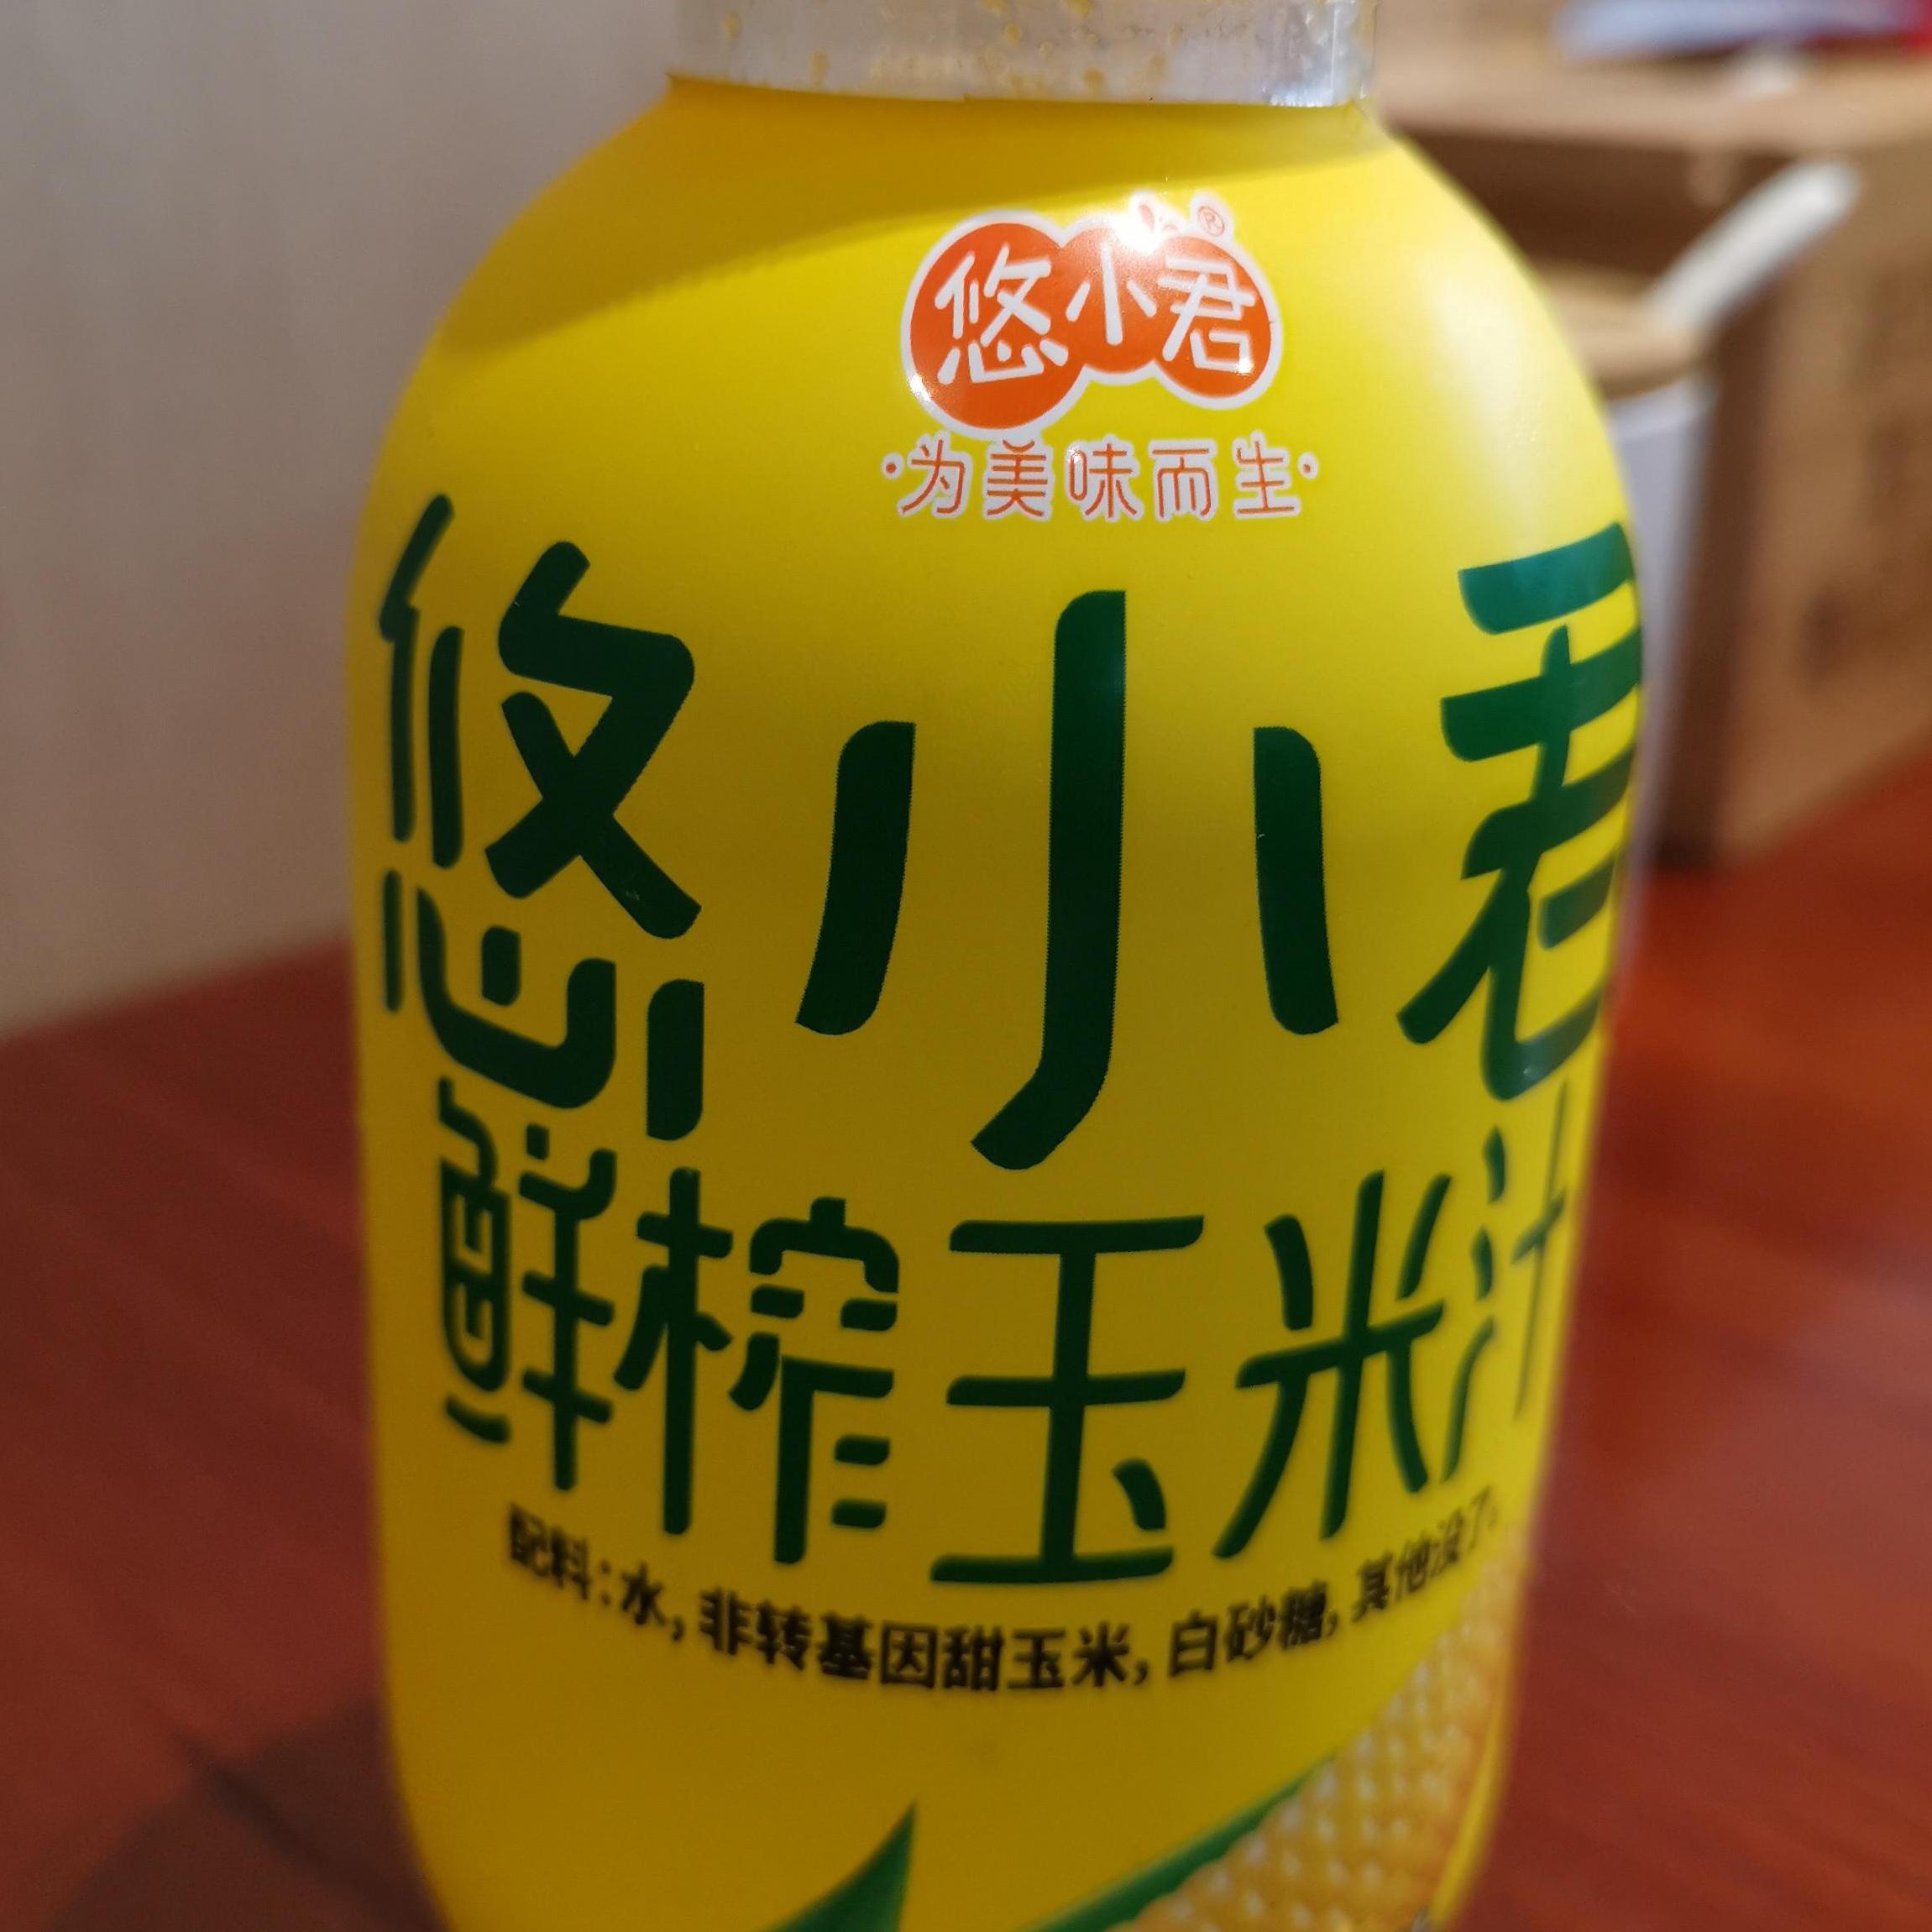 悠小君®
·为美味而生·
悠小君
鲜榨玉米汁
配料:水,非转基因甜玉米,白砂糖,其他没了。